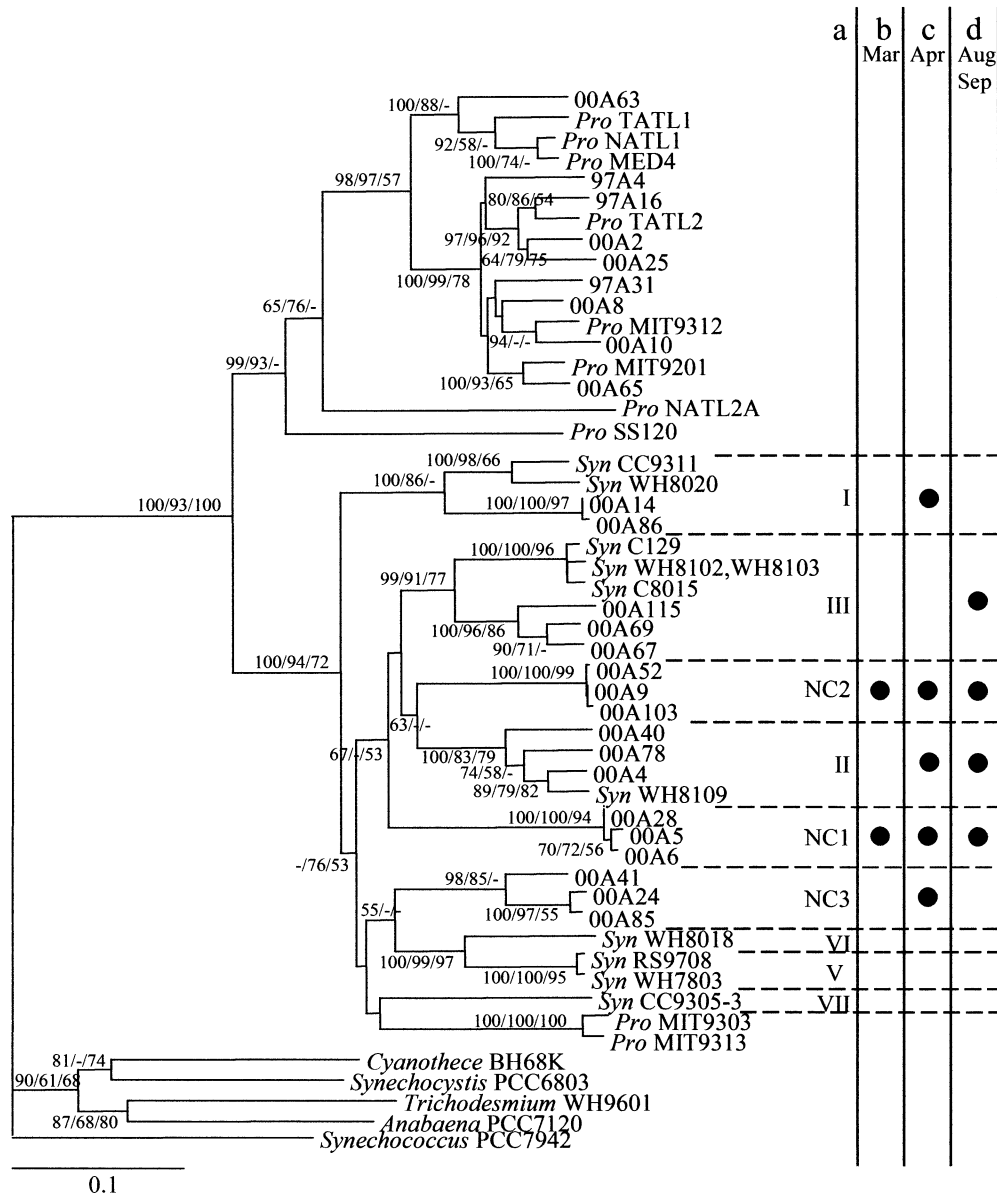 a b c d
Mar Apr Aug
Sep
00A63
100/88/-
Pro TATL1
Pro NATL1
92/58/-
Pro MED4
100/74/-
97A4
98/97/57
80/86/54
97A16
Pro TATL2
97/96/92
00A2
64/79/75
00A25
100/99/78
97A31
00A8
65/76/-
Pro MIT9312
94/-/-
00A10
99/93/-
Pro MIT9201
100/93/65
00A65
Pro NATL2A
Pro SS120
100/98/66
Syn CC9311
100/86/-
Syn WH8020
100/93/100
100/100/97
00A14
I
00A86
100/100/96
Syn C129
Syn WH8102,WH8103
99/91/77
Syn C8015
00A115
III
100/96/86
00A69
90/71/-
00A67
100/94/72
100/100/99
00A52
00A9
NC2
00A103
63/-/-
00A40
67/-/53
100/83/79
00A78
74/58/-
00A4
II
89/79/82
Syn WH8109
100/100/94
00A28
00A5
NC1
70/72/56
00A6
-/76/53
98/85/-
00A41
00A24
NC3
55/-/-
100/97/55
00A85
Syn WH8018
VI
100/99/97
Syn RS9708
100/100/95
Syn WH7803
V
Syn CC9305-3
VII
100/100/100
Pro MIT9303
Pro MIT9313
81/-/74
Cyanothece BH68K
90/61/68
Synechocystis PCC6803
Trichodesmium WH9601
87/68/80
Anabaena PCC7120
Synechococcus PCC7942
0.1